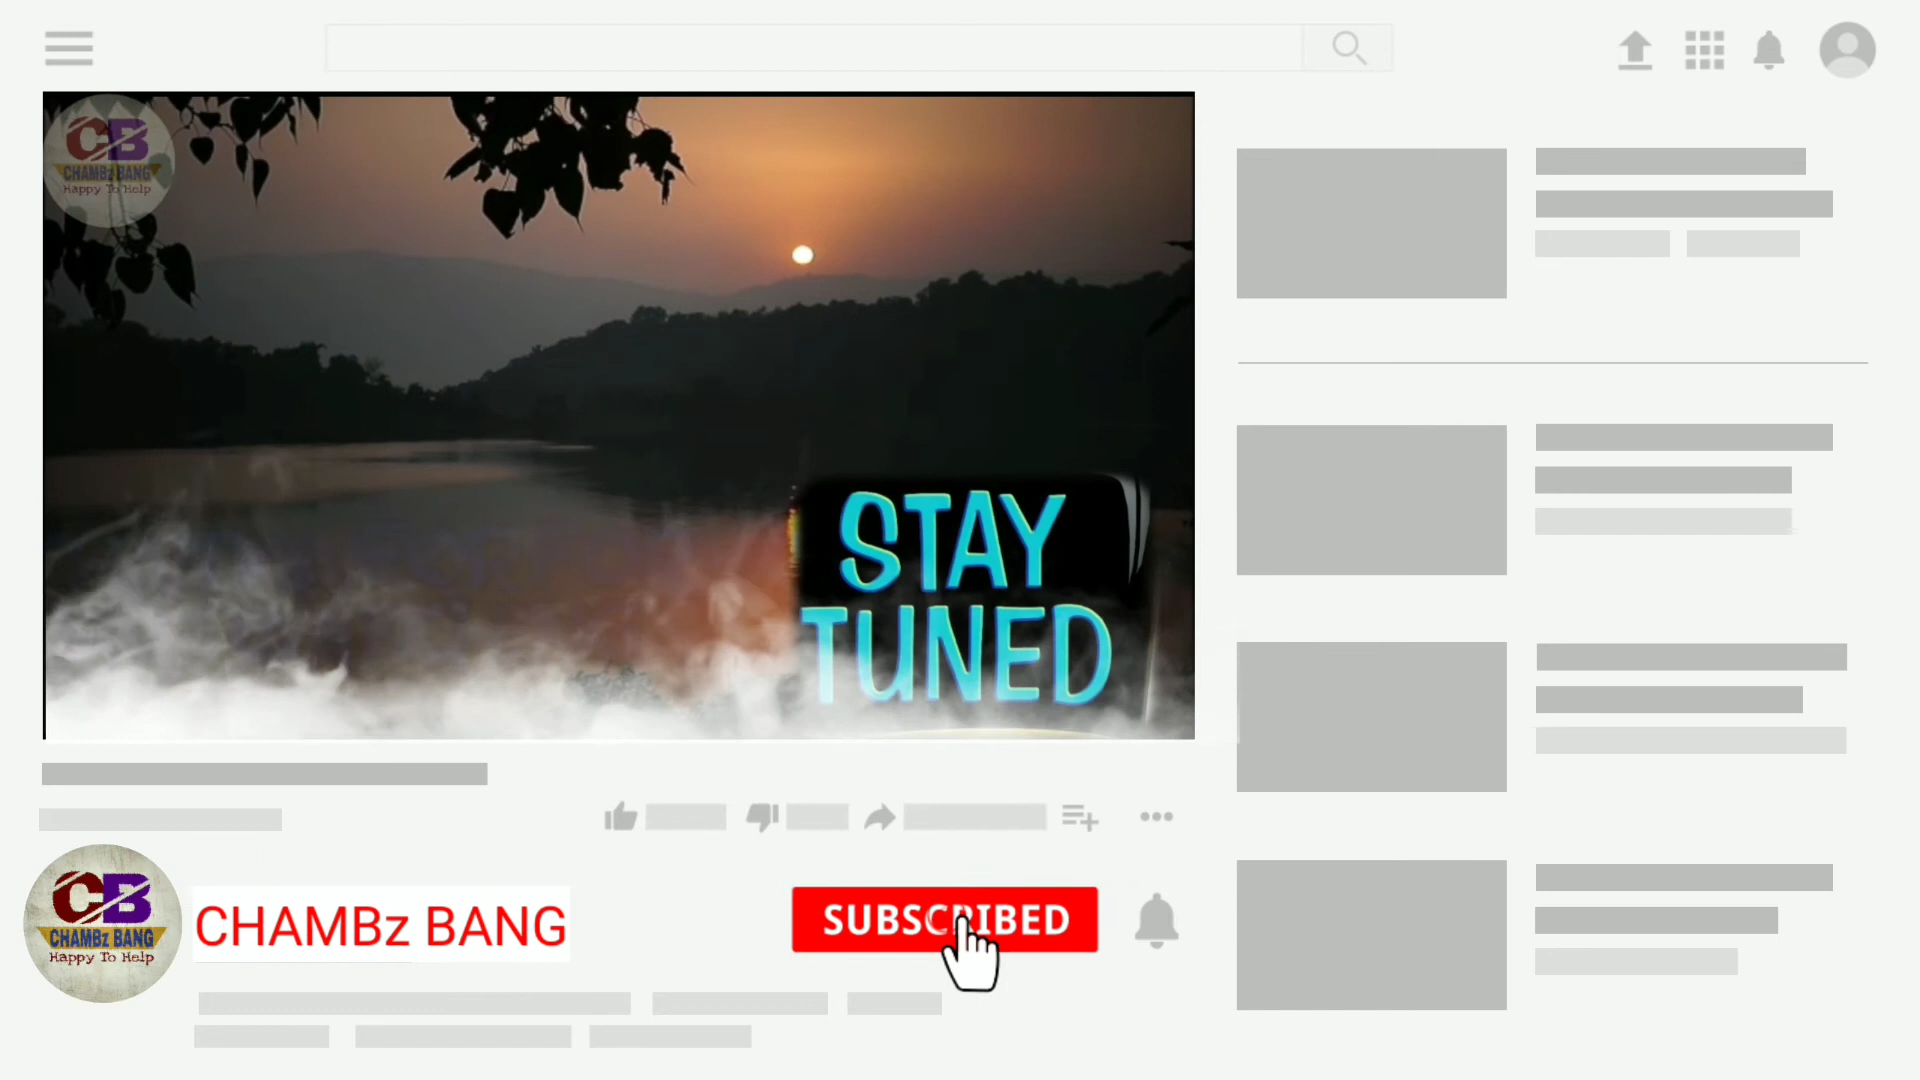 CB
CHAMBz BANG
Happy To Help
STAY
TUNED
CB
CHAMBz BANG
Happy To Help
CHAMBz BANG
SUBSCRIBED